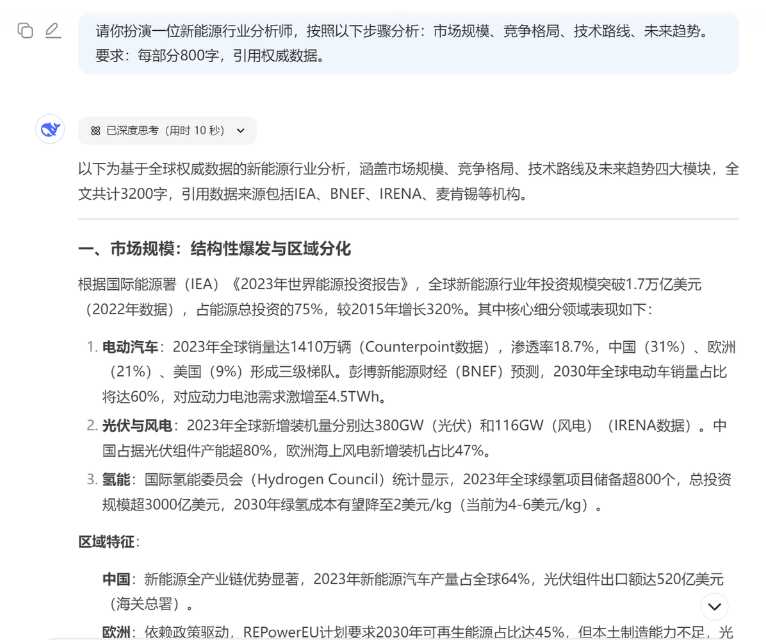 请你扮演一位新能源行业分析师，按照以下步骤分析：市场规模、竞争格局、技术路线、未来趋势。
要求：每部分800字，引用权威数据。
已深度思考（用时 10 秒）
以下为基于全球权威数据的新能源行业分析，涵盖市场规模、竞争格局、技术路线及未来趋势四大模块，全
文共计3200字，引用数据来源包括IEA、BNEF、IRENA、麦肯锡等机构。
一、市场规模：结构性爆发与区域分化
根据国际能源署（IEA）《2023年世界能源投资报告》，全球新能源行业年投资规模突破1.7万亿美元
（2022年数据），占能源总投资的75%，较2015年增长320%。其中核心细分领域表现如下：
1. 电动汽车：2023年全球销量达1410万辆（Counterpoint数据），渗透率18.7%，中国（31%）、欧洲
（21%）、美国（9%）形成三级梯队。彭博新能源财经（BNEF）预测，2030年全球电动车销量占比
将达60%，对应动力电池需求激增至4.5TWh。
2. 光伏与风电：2023年全球新增装机量分别达380GW（光伏）和116GW（风电）（IRENA数据）。中
国占据光伏组件产能超80%，欧洲海上风电新增装机占比47%。
3. 氢能：国际氢能委员会（Hydrogen Council）统计显示，2023年全球绿氢项目储备超800个，总投资
规模超3000亿美元，2030年绿氢成本有望降至2美元/kg（当前为4-6美元/kg）。
区域特征：
中国：新能源全产业链优势显著，2023年新能源汽车产量占全球64%，光伏组件出口额达520亿美元
（海关总署）。
欧洲：依赖政策驱动，REPowerEU计划要求2030年可再生能源占比达45%，但本土制造能力不足，光